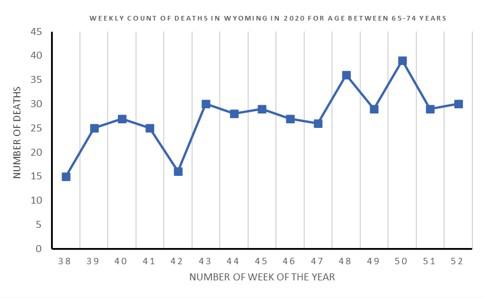 WEEKLY COUNT OF DEATHS IN WYOMING IN 2020 FOR AGE BETWEEN 65-74 YEARS
NUMBER OF DEATHS
45
40
35
30
25
20
15
10
5
0
38 39 40 41 42 43 44 45 46 47 48 49 50 51 52
NUMBER OF WEEK OF THE YEAR